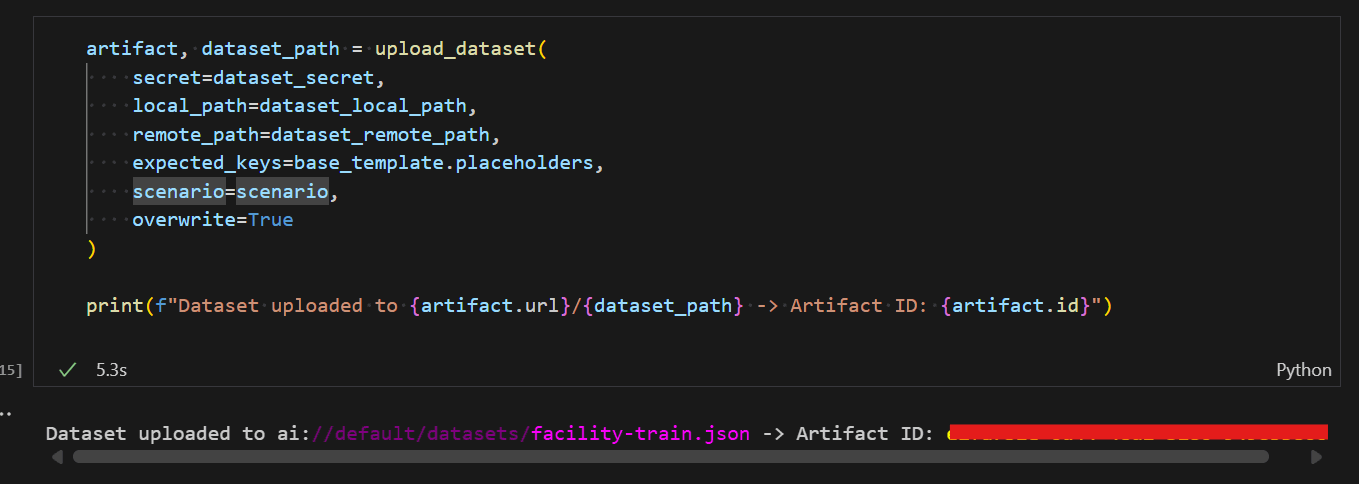 artifact, dataset_path = upload_dataset(
    secret=dataset_secret,
    local_path=dataset_local_path,
    remote_path=dataset_remote_path,
    expected_keys=base_template.placeholders,
    scenario=scenario,
    overwrite=True
)
print(f"Dataset uploaded to {artifact.url}/{dataset_path} -> Artifact ID: {artifact.id}")
15] 5.3s Python
Dataset uploaded to ai://default/datasets/facility-train.json -> Artifact ID: